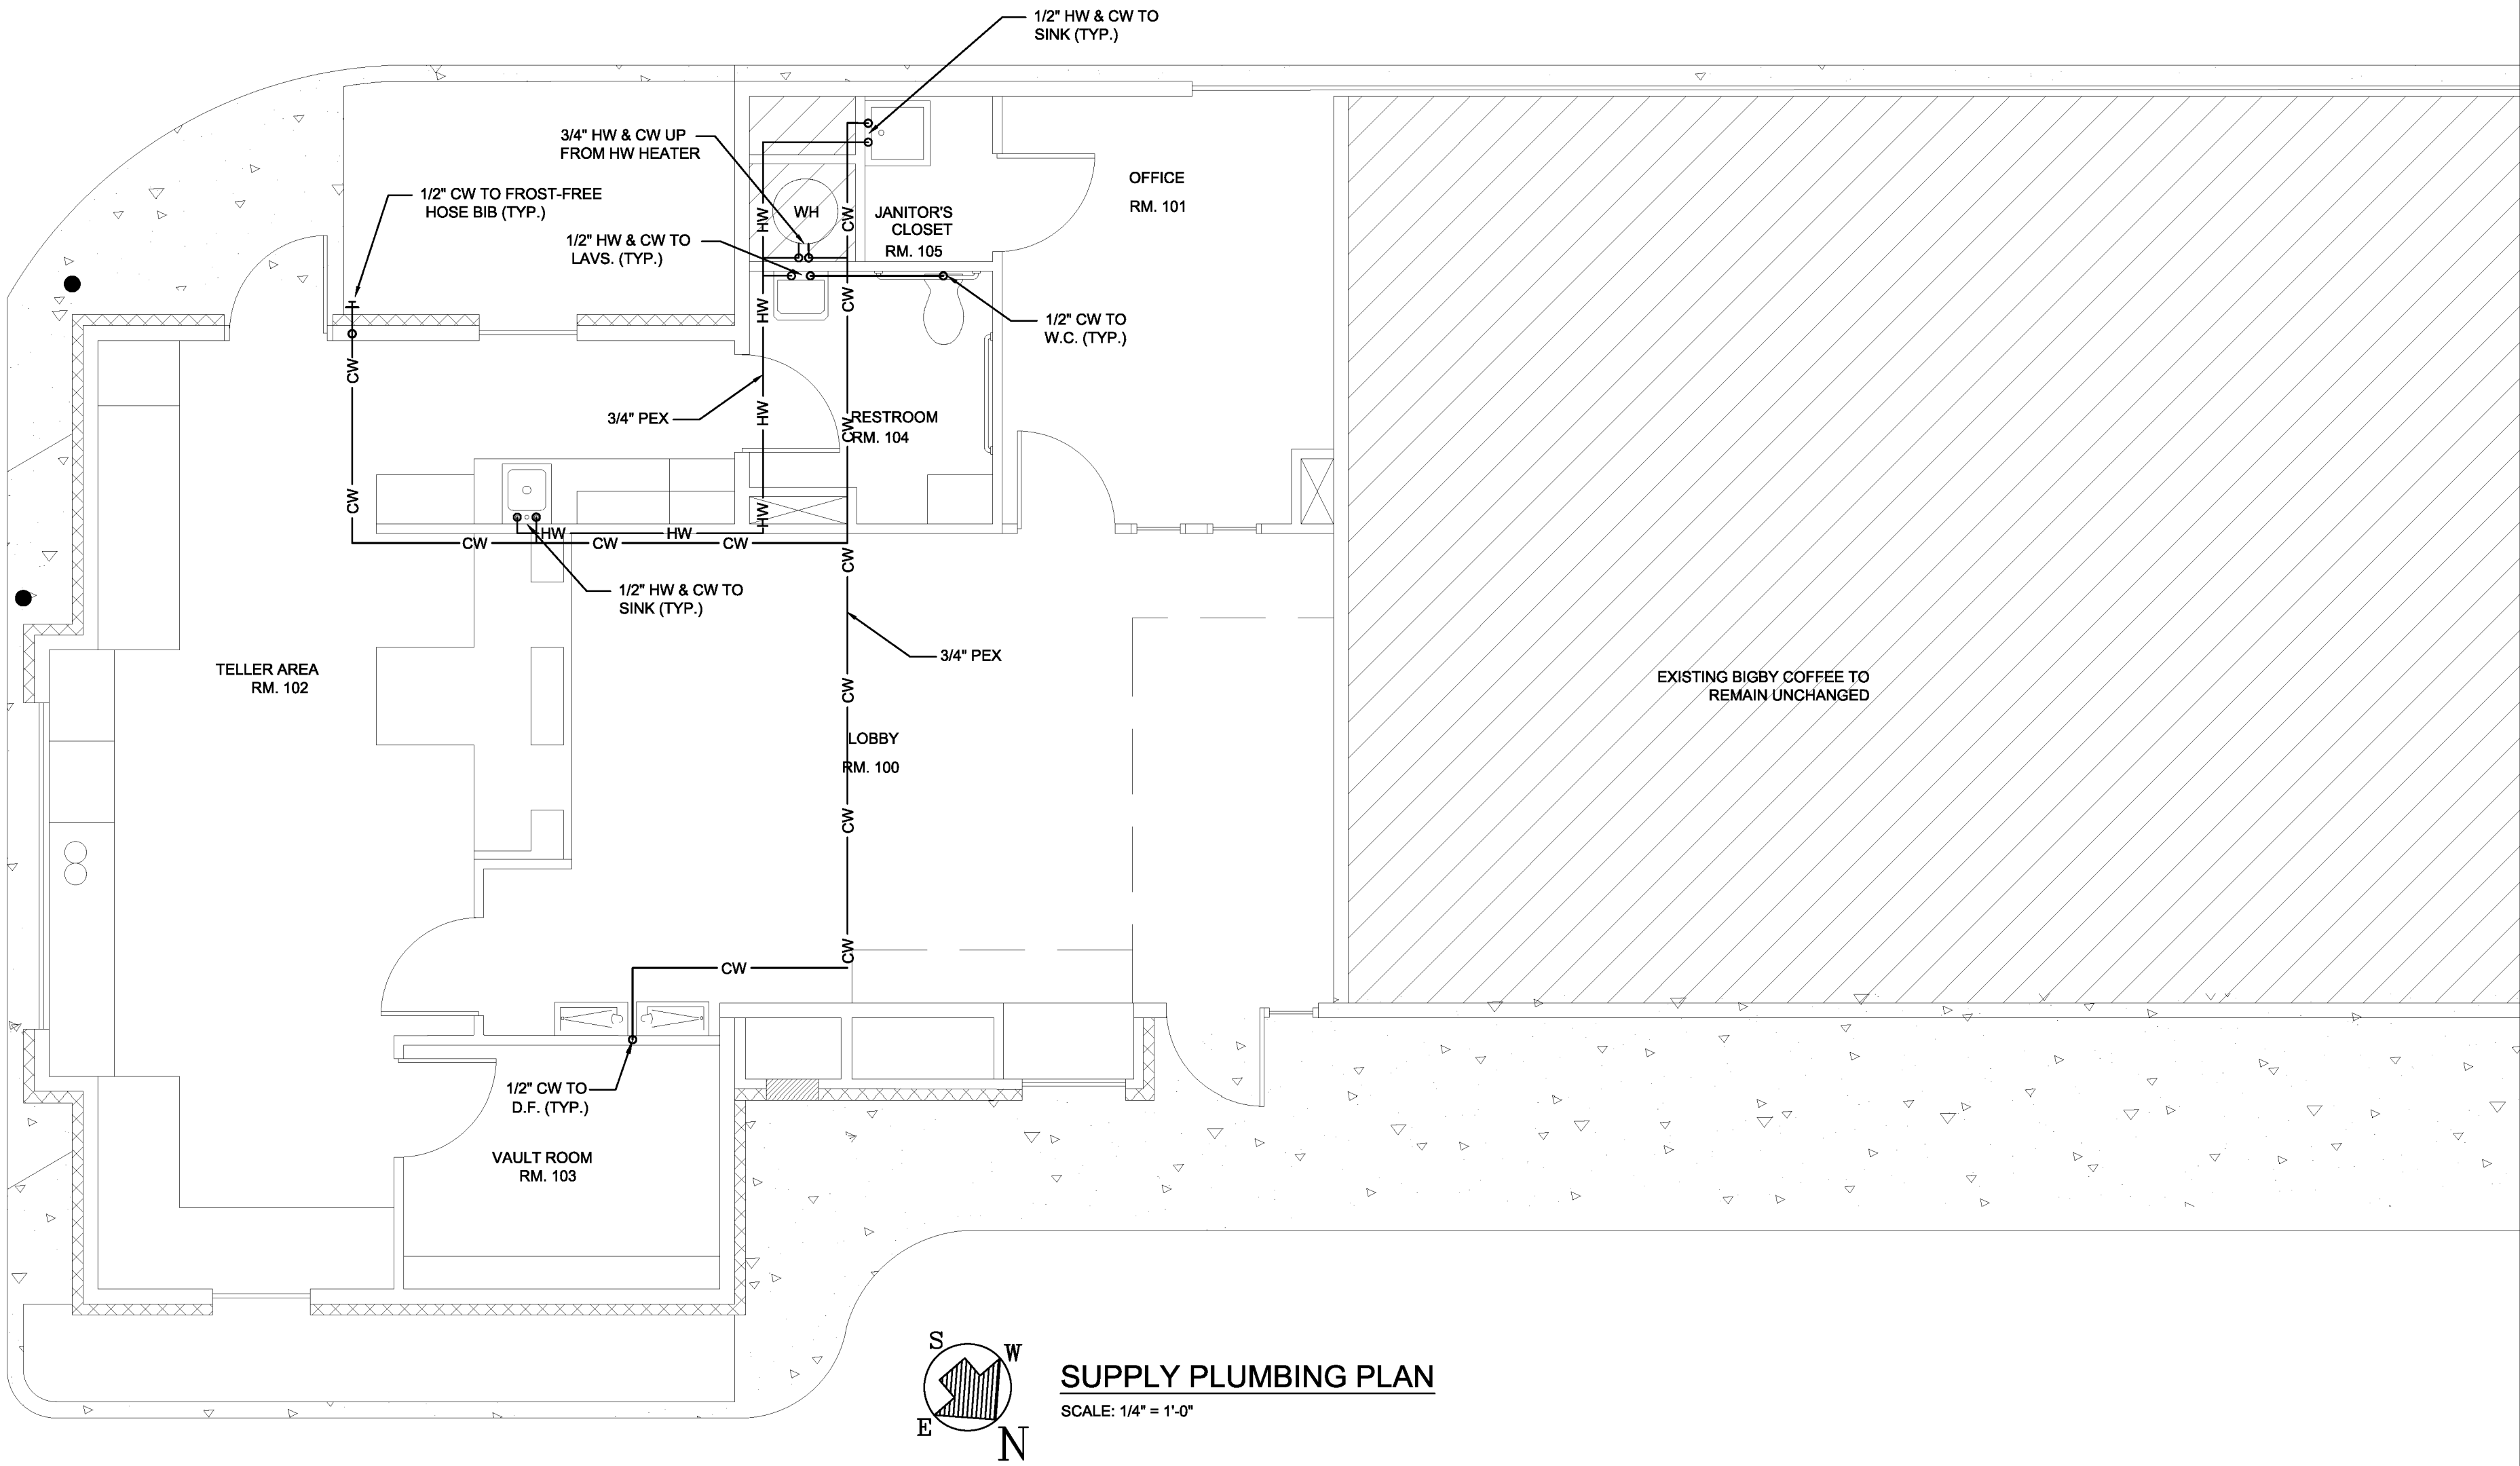 1/2" HW & CW TO
SINK (TYP.)
3/4" HW & CW UP
FROM HW HEATER
1/2" CW TO FROST-FREE
HOSE BIB (TYP.)
1/2" HW & CW TO
LAVS. (TYP.)
HW
WH
CW
JANITOR'S
CLOSET
RM. 105
OFFICE
RM. 101
HW
CW
1/2" CW TO
W.C. (TYP.)
CW
3/4" PEX
HW
CW
RESTROOM
RM. 104
CW
HW
HW
HW
CW
CW
CW
CW
1/2" HW & CW TO
SINK (TYP.)
3/4" PEX
TELLER AREA
RM. 102
CW
EXISTING BIGBY COFFEE TO
REMAIN UNCHANGED
LOBBY
RM. 100
CW
CW
CW
1/2" CW TO
D.F. (TYP.)
VAULT ROOM
RM. 103
S
W
E
N
SUPPLY PLUMBING PLAN
SCALE: 1/4" = 1'-0"